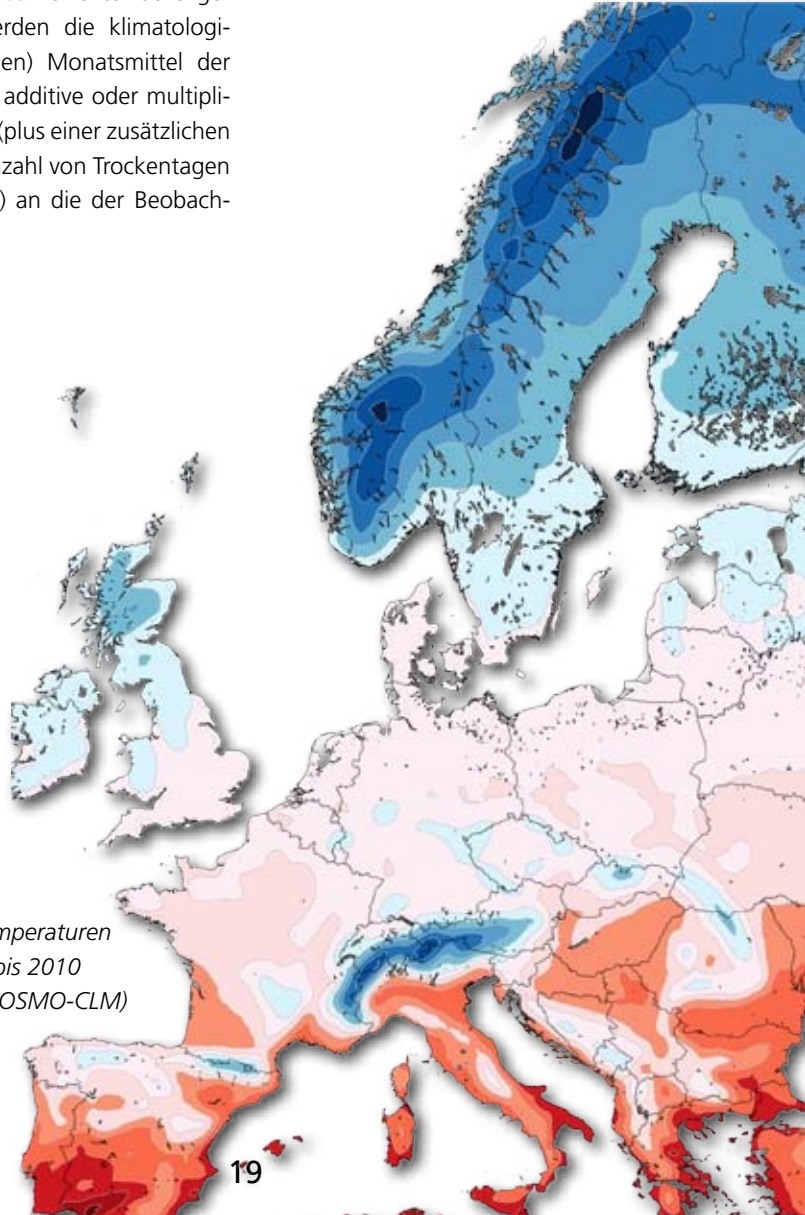 erden die klimatologi-
en) Monatsmittel der
additive oder multipli-
(plus einer zusätzlichen
nzahl von Trockentagen
) an die der Beobach-
mperaturen
bis 2010
OSMO-CLM)
19